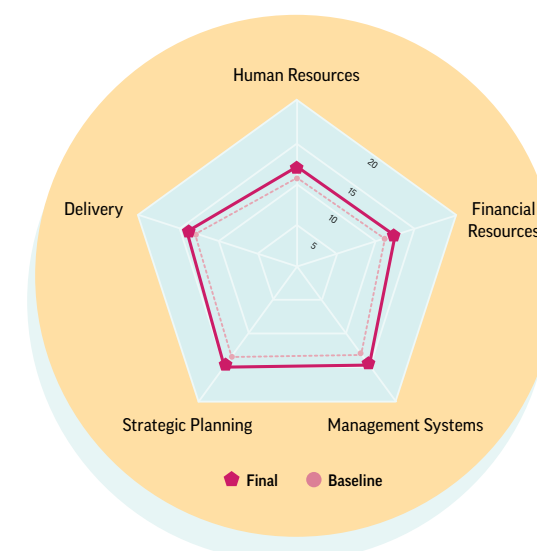 Human Resources
20
15
Delivery
Financial
Resources
10
5
Strategic Planning
Management Systems
Final
Baseline